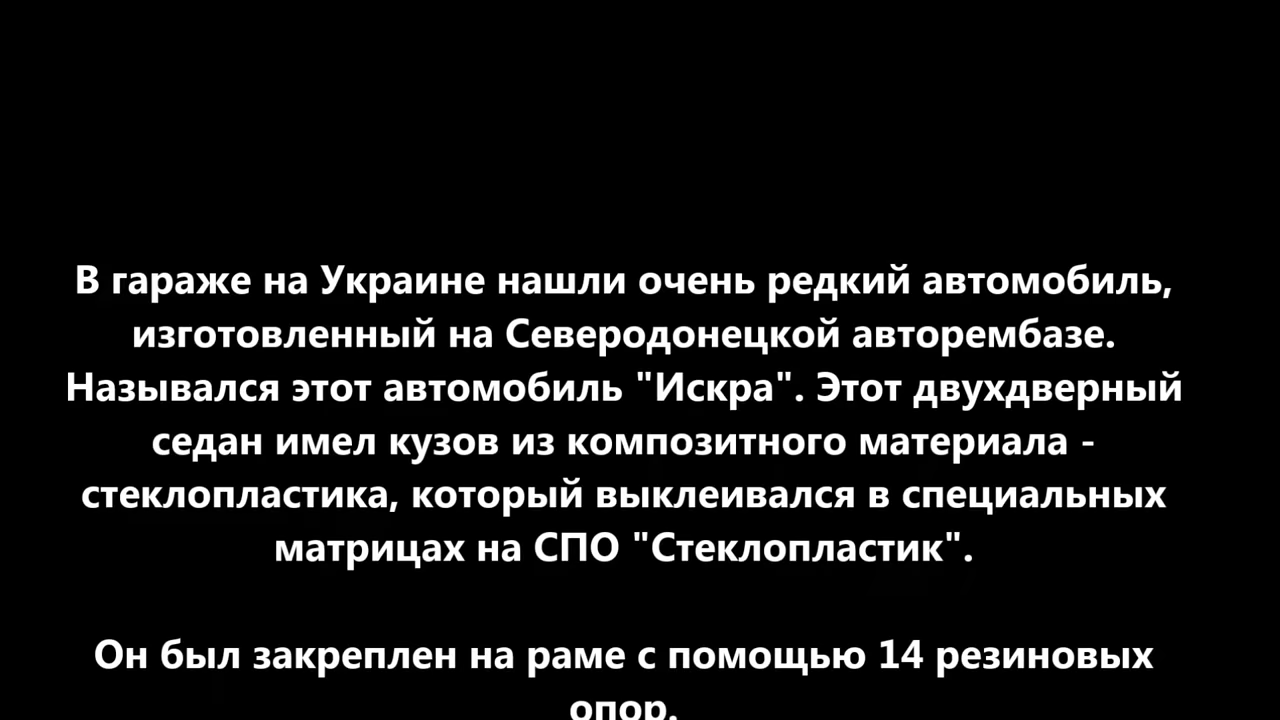 В гараже на Украине нашли очень редкий автомобиль,
изготовленный на Северодонецкой авторембазе.
Назывался этот автомобиль "Искра". Этот двухдверный
седан имел кузов из композитного материала -
стеклопластика, который выклеивался в специальных
матрицах на СПО "Стеклопластик".
Он был закреплен на раме с помощью 14 резиновых
опор.